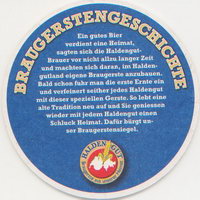 BRAUGERSTENGESCHICHTE
Ein gutes Bier
verdient eine Heimat,
sagten sich die Haldengut-
Brauer vor nicht allzu langer Zeit
und machten sich daran, im Halden-
gutland eigene Braugerste anzubauen.
Bald schon fuhr man die erste Ernte ein
und verfeinert seither jedes Haldengut
mit dieser speziellen Gerste. So lebt eine
alte Tradition neu auf und Sie geniessen
wieder mit jedem Haldengut einen
Schluck Heimat. Dafür bürgt un-
ser Braugerstensiegel.
HALDENGUT